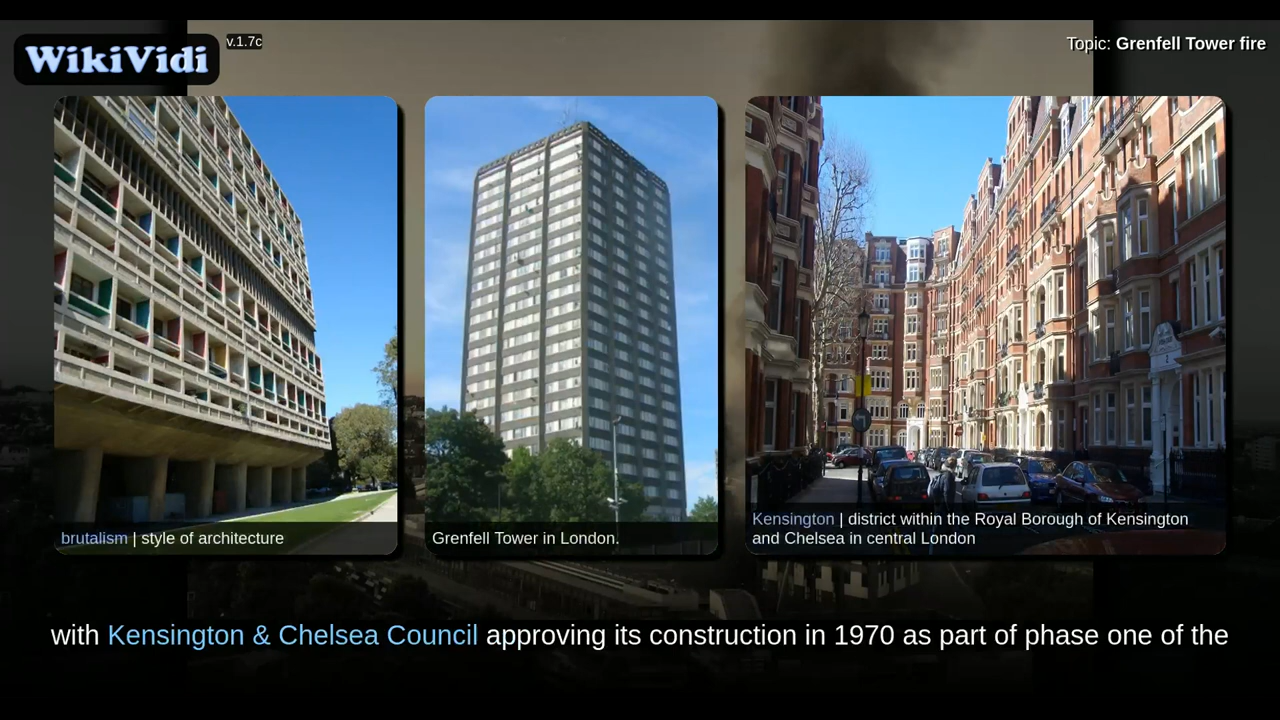 WikiVidi
v.1.7c
Topic: Grenfell Tower fire
brutalism | style of architecture
Grenfell Tower in London.
Kensington | district within the Royal Borough of Kensington
and Chelsea in central London
with Kensington & Chelsea Council approving its construction in 1970 as part of phase one of the